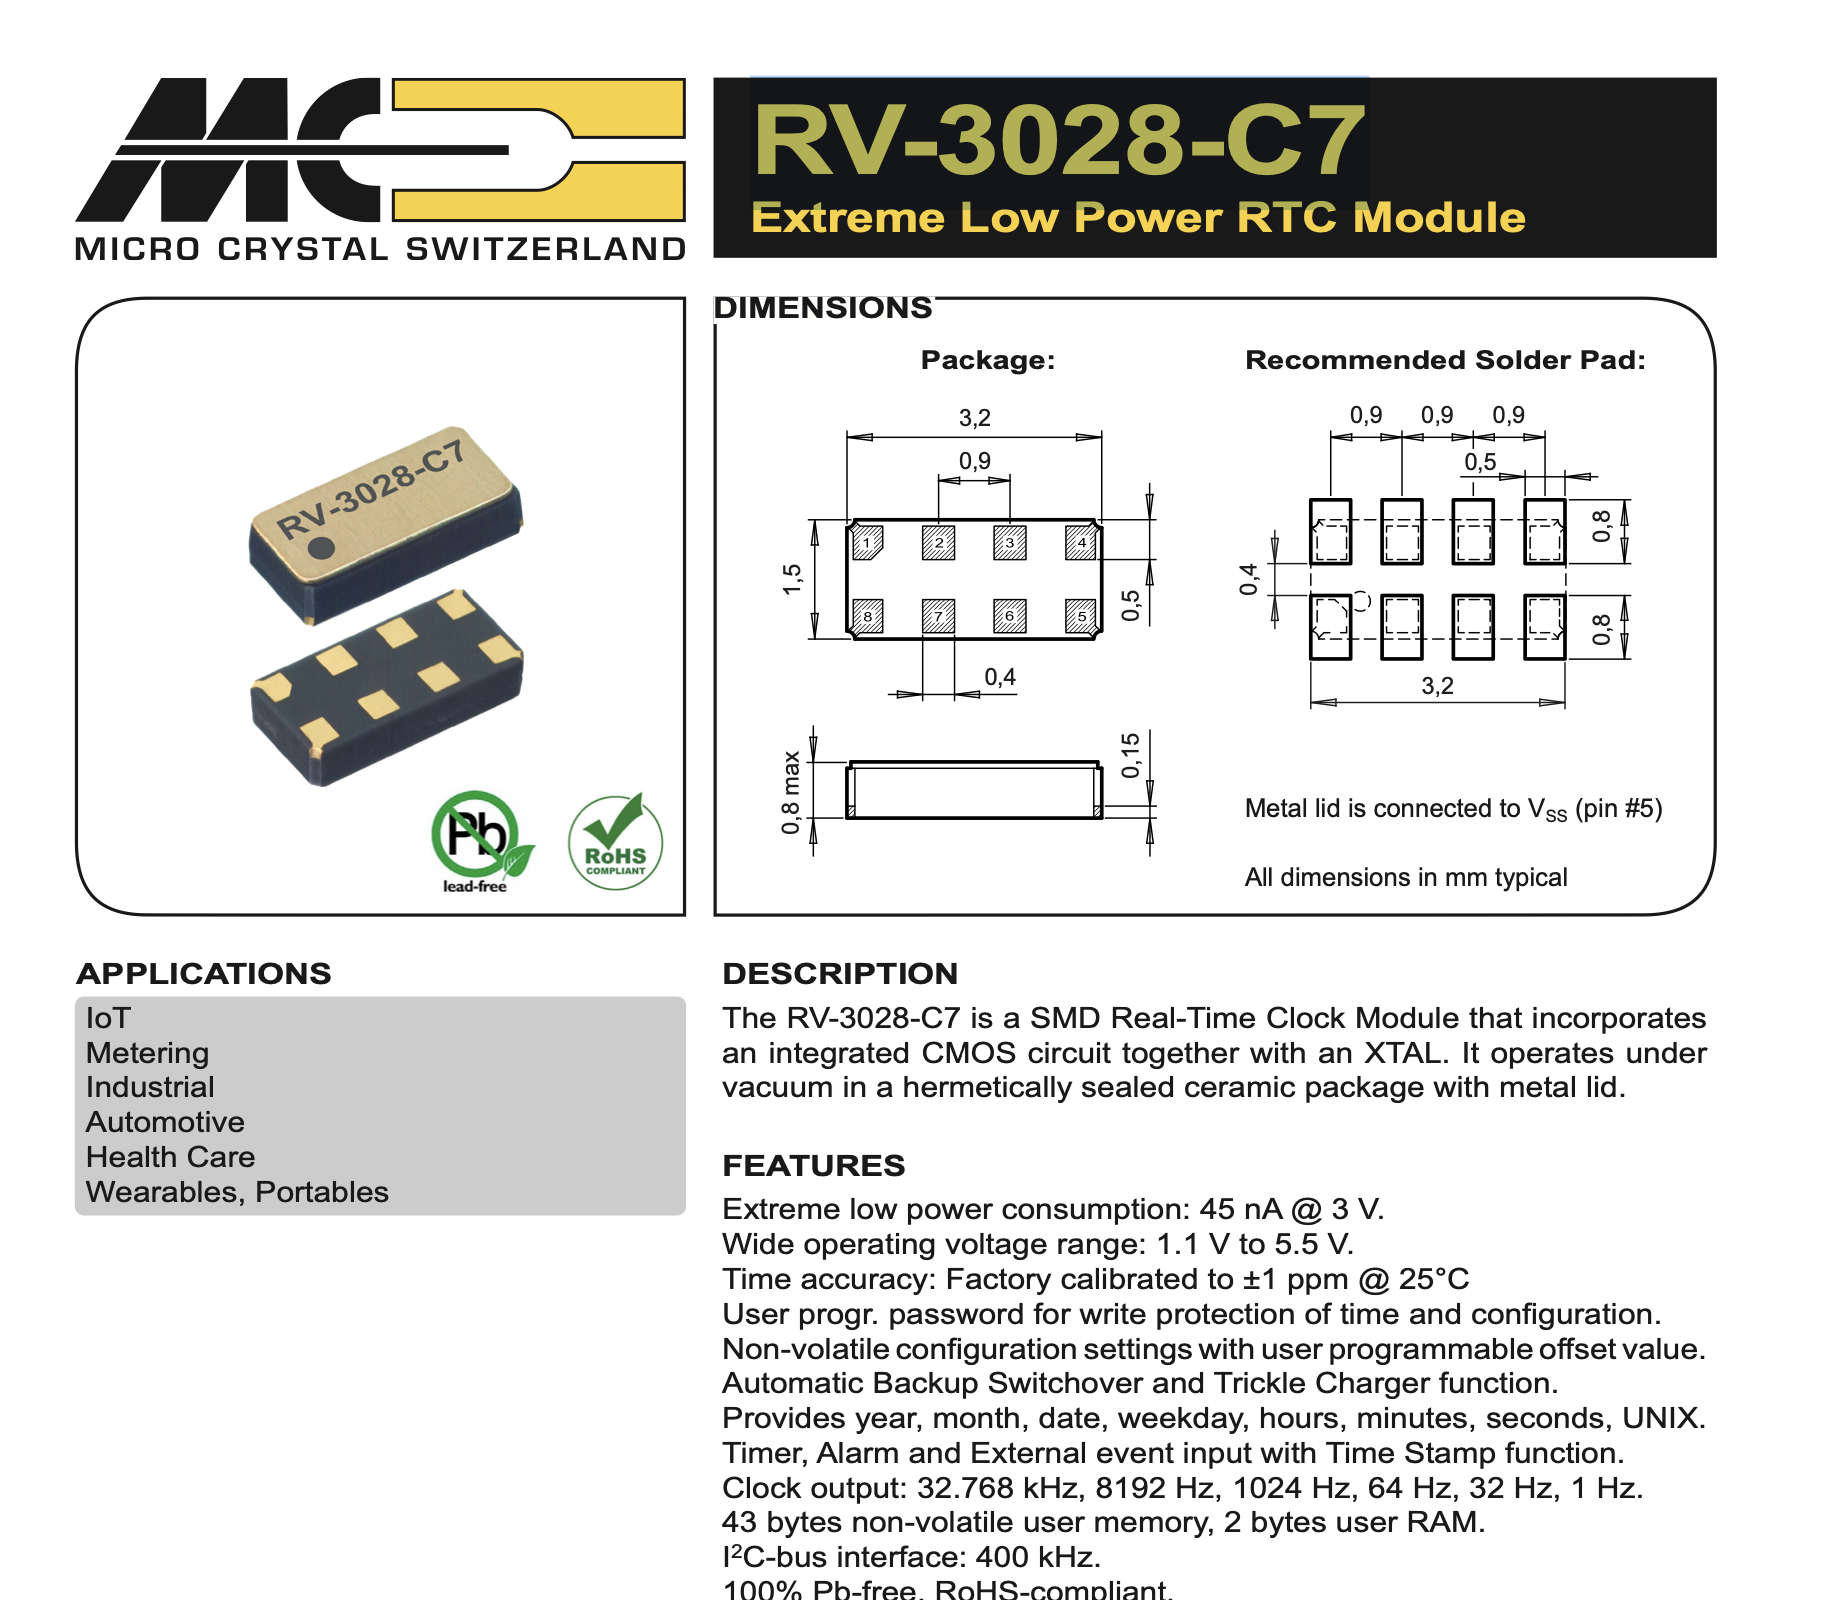 MICRO CRYSTAL SWITZERLAND
RV-3028-C7
Extreme Low Power RTC Module
RV-3028-C7
Pb
lead-free
RoHS
COMPLIANT
DIMENSIONS
Package:
3,2
0,9
1 2 3 4
1,5
8 7 6 5
0,5
0,4
0,8 max
0,15
Recommended Solder Pad:
0,9 0,9 0,9
0,5
0,8
0,4
0,8
3,2
Metal lid is connected to VSS (pin #5)
All dimensions in mm typical
APPLICATIONS
IoT
Metering
Industrial
Automotive
Health Care
Wearables, Portables
DESCRIPTION
The RV-3028-C7 is a SMD Real-Time Clock Module that incorporates
an integrated CMOS circuit together with an XTAL. It operates under
vacuum in a hermetically sealed ceramic package with metal lid.
FEATURES
Extreme low power consumption: 45 nA @ 3 V.
Wide operating voltage range: 1.1 V to 5.5 V.
Time accuracy: Factory calibrated to ±1 ppm @ 25°C
User progr. password for write protection of time and configuration.
Non-volatile configuration settings with user programmable offset value.
Automatic Backup Switchover and Trickle Charger function.
Provides year, month, date, weekday, hours, minutes, seconds, UNIX.
Timer, Alarm and External event input with Time Stamp function.
Clock output: 32.768 kHz, 8192 Hz, 1024 Hz, 64 Hz, 32 Hz, 1 Hz.
43 bytes non-volatile user memory, 2 bytes user RAM.
I²C-bus interface: 400 kHz.
100% Pb-free, RoHS-compliant.